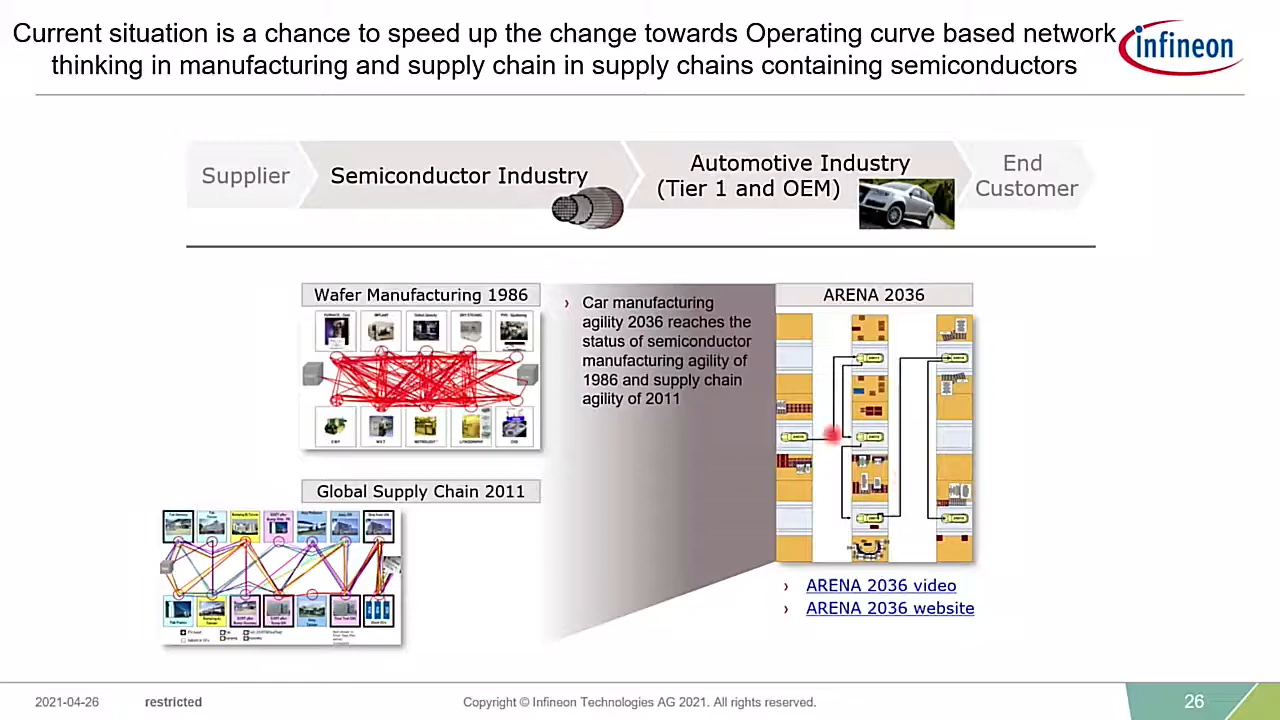 Current situation is a chance to speed up the change towards Operating curve based network
thinking in manufacturing and supply chain in supply chains containing semiconductors
infineon
Supplier
Semiconductor Industry
Automotive Industry
(Tier 1 and OEM)
End
Customer
Wafer Manufacturing 1986
IMPLANT
METROLOGY
LITHOGRAPHY
Global Supply Chain 2011
› Car manufacturing
agility 2036 reaches the
status of semiconductor
manufacturing agility of
1986 and supply chain
agility of 2011
ARENA 2036
› ARENA 2036 video
› ARENA 2036 website
2021-04-26
restricted
Copyright © Infineon Technologies AG 2021. All rights reserved.
26